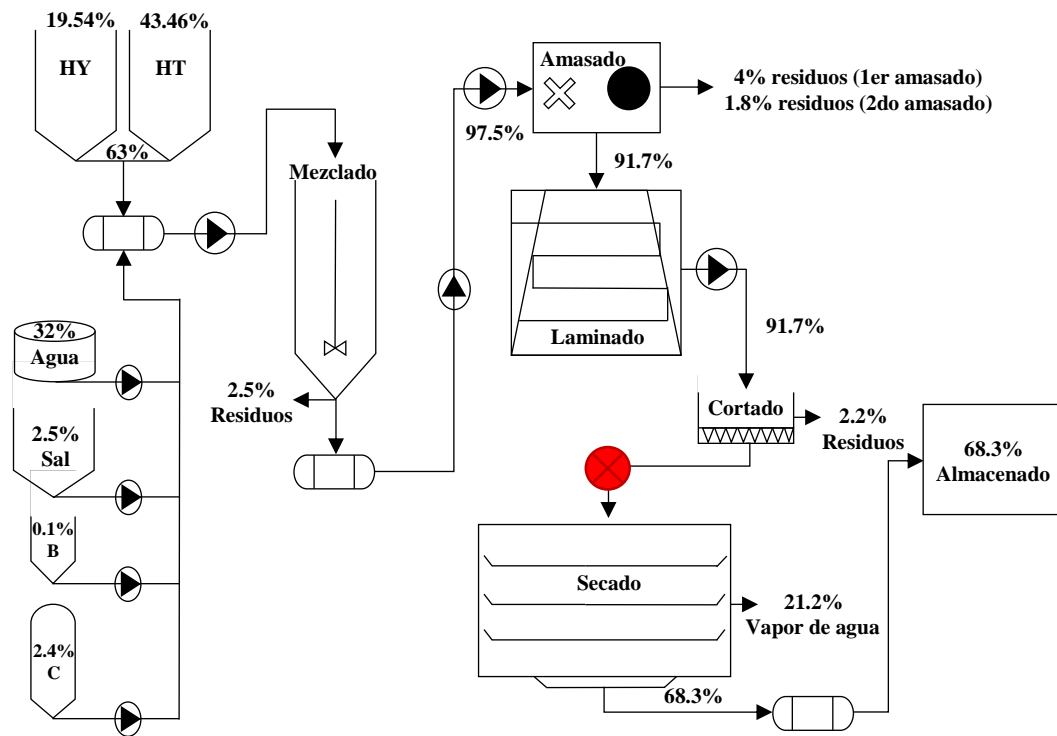 19.54%
43.46%
HY
HT
63%
32%
Agua
2.5%
Sal
0.1%
B
2.4%
C
Mezclado
2.5%
Residuos
97.5%
Amasado
4% residuos (1er amasado)
1.8% residuos (2do amasado)
91.7%
Laminado
91.7%
Cortado
2.2%
Residuos
Secado
21.2%
Vapor de agua
68.3%
68.3%
Almacenado